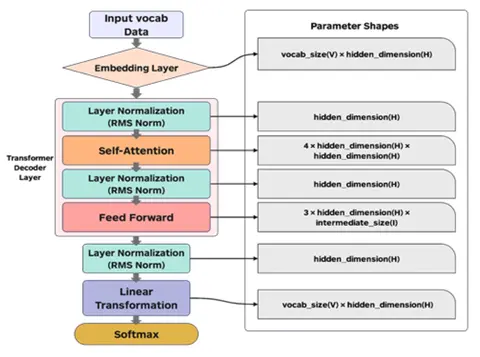 Input vocab
Data
Embedding Layer
Transformer
Decoder
Layer
Layer Normalization
(RMS Norm)
Self-Attention
Layer Normalization
(RMS Norm)
Feed Forward
Layer Normalization
(RMS Norm)
Linear
Transformation
Softmax
Parameter Shapes
vocab_size(V) × hidden_dimension(H)
hidden_dimension(H)
4 × hidden_dimension(H) ×
hidden_dimension(H)
hidden_dimension(H)
3 × hidden_dimension(H) ×
intermediate_size(I)
hidden_dimension(H)
vocab_size(V) × hidden_dimension(H)